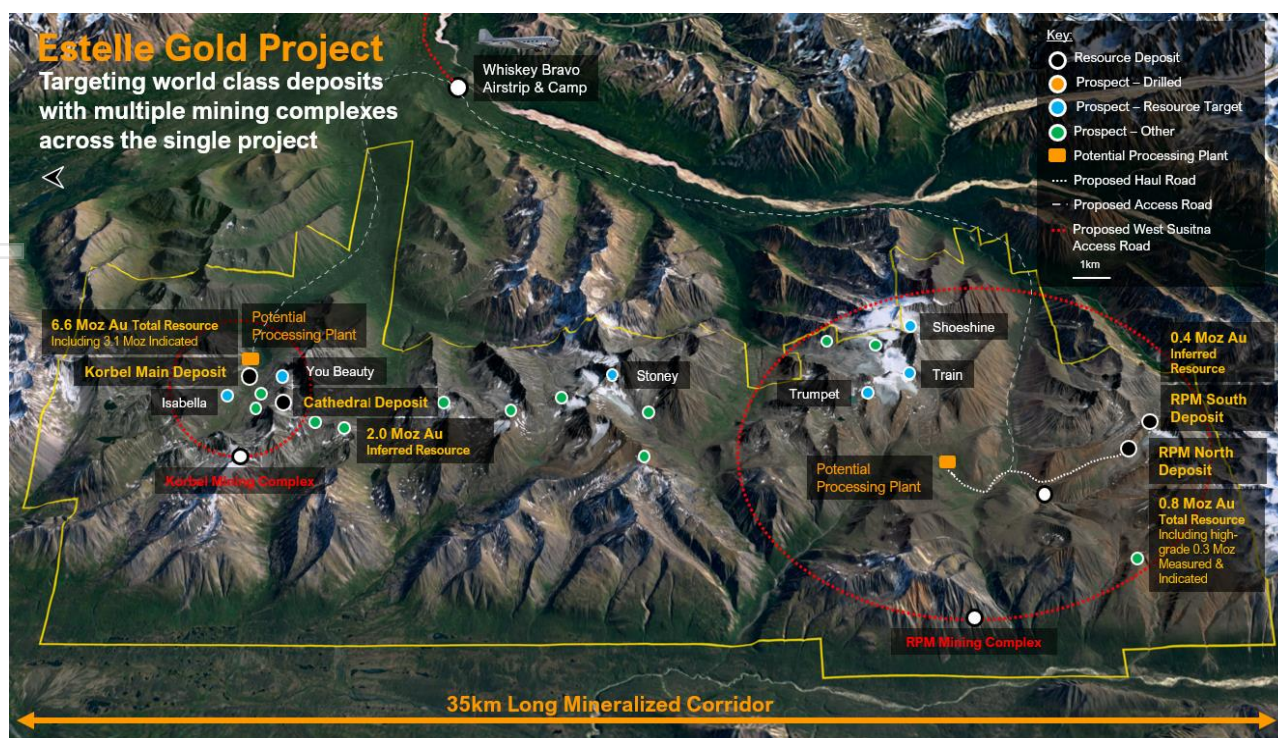 Estelle Gold Project
Targeting world class deposits
with multiple mining complexes
across the single project
Whiskey Bravo
Airstrip & Camp
Key:
Resource Deposit
Prospect – Drilled
Prospect – Resource Target
Prospect – Other
Potential Processing Plant
Proposed Haul Road
Proposed Access Road
Proposed West Susitna
Access Road
1km
6.6 Moz Au Total Resource
Including 3.1 Moz Indicated
Potential
Processing Plant
Korbel Main Deposit
You Beauty
Isabella
Cathedral Deposit
2.0 Moz Au
Inferred Resource
Korbel Mining Complex
Stoney
Shoeshine
Train
Trumpet
Potential
Processing Plant
0.4 Moz Au
Inferred
Resource
RPM South
Deposit
RPM North
Deposit
0.8 Moz Au
Total Resource
Including high-
grade 0.3 Moz
Measured &
Indicated
RPM Mining Complex
35km Long Mineralized Corridor